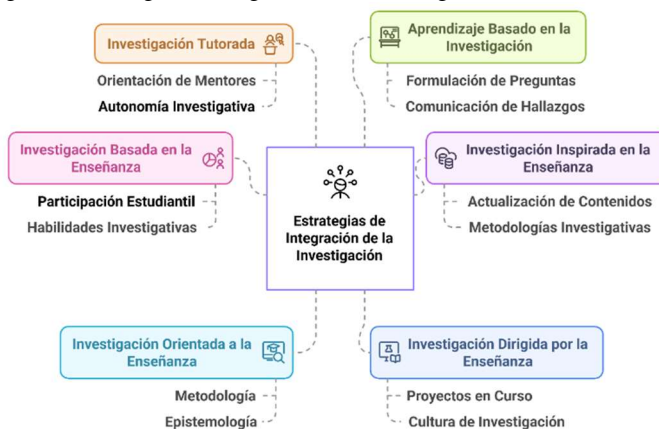 Investigación Tutorada
Orientación de Mentores
Autonomía Investigativa
Aprendizaje Basado en la
Investigación
Formulación de Preguntas
Comunicación de Hallazgos
Investigación Basada en la
Enseñanza
Participación Estudiantil
Habilidades Investigativas
Investigación Inspirada en la
Enseñanza
Actualización de Contenidos
Metodologías Investigativas
Estrategias de
Integración de la
Investigación
Investigación Orientada a la
Enseñanza
Metodología
Epistemología
Investigación Dirigida por la
Enseñanza
Proyectos en Curso
Cultura de Investigación